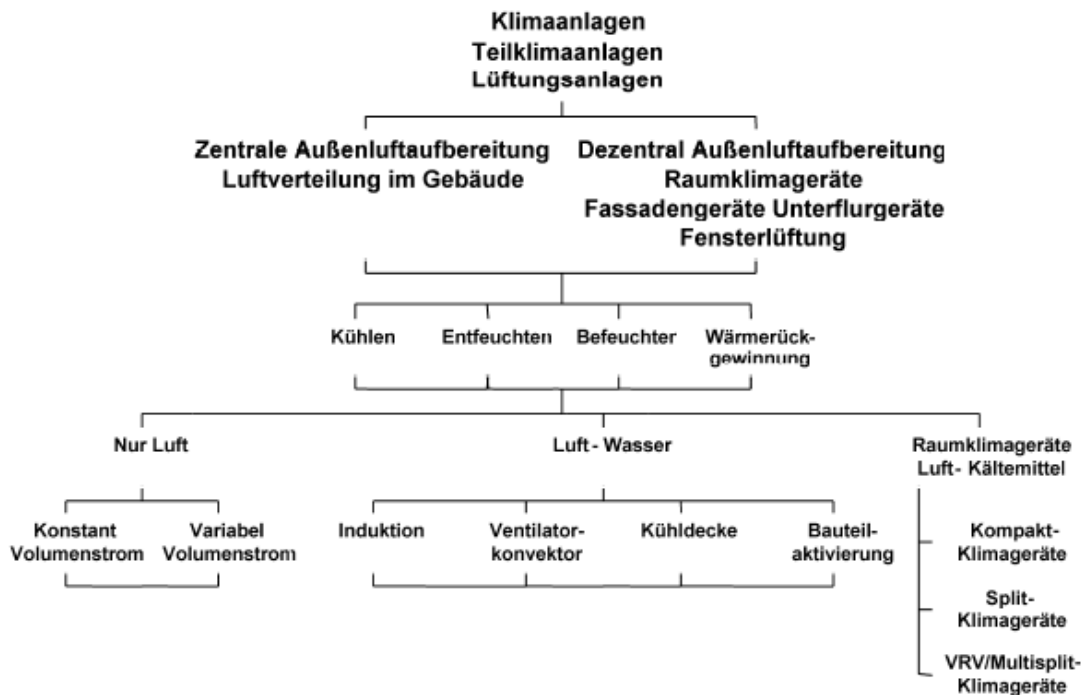 Klimaanlagen
Teilklimaanlagen
Lüftungsanlagen
Zentrale Außenluftaufbereitung
Luftverteilung im Gebäude
Dezentral Außenluftaufbereitung
Raumklimageräte
Fassadengeräte Unterflurgeräte
Fensterlüftung
Kühlen
Entfeuchten
Befeuchter
Wärmerück-
gewinnung
Nur Luft
Luft - Wasser
Raumklimageräte
Luft- Kältemittel
Konstant
Volumenstrom
Variabel
Volumenstrom
Induktion
Ventilator-
konvektor
Kühldecke
Bauteil-
aktivierung
Kompakt-
Klimageräte
Split-
Klimageräte
VRV/Multisplit-
Klimageräte